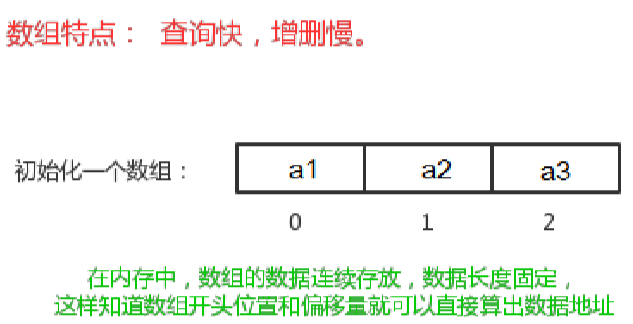 数组特点： 查询快，增删慢。
初始化一个数组： a1 a2 a3
0 1 2
在内存中，数组的数据连续存放，数据长度固定，
这样知道数组开头位置和偏移量就可以直接算出数据地址